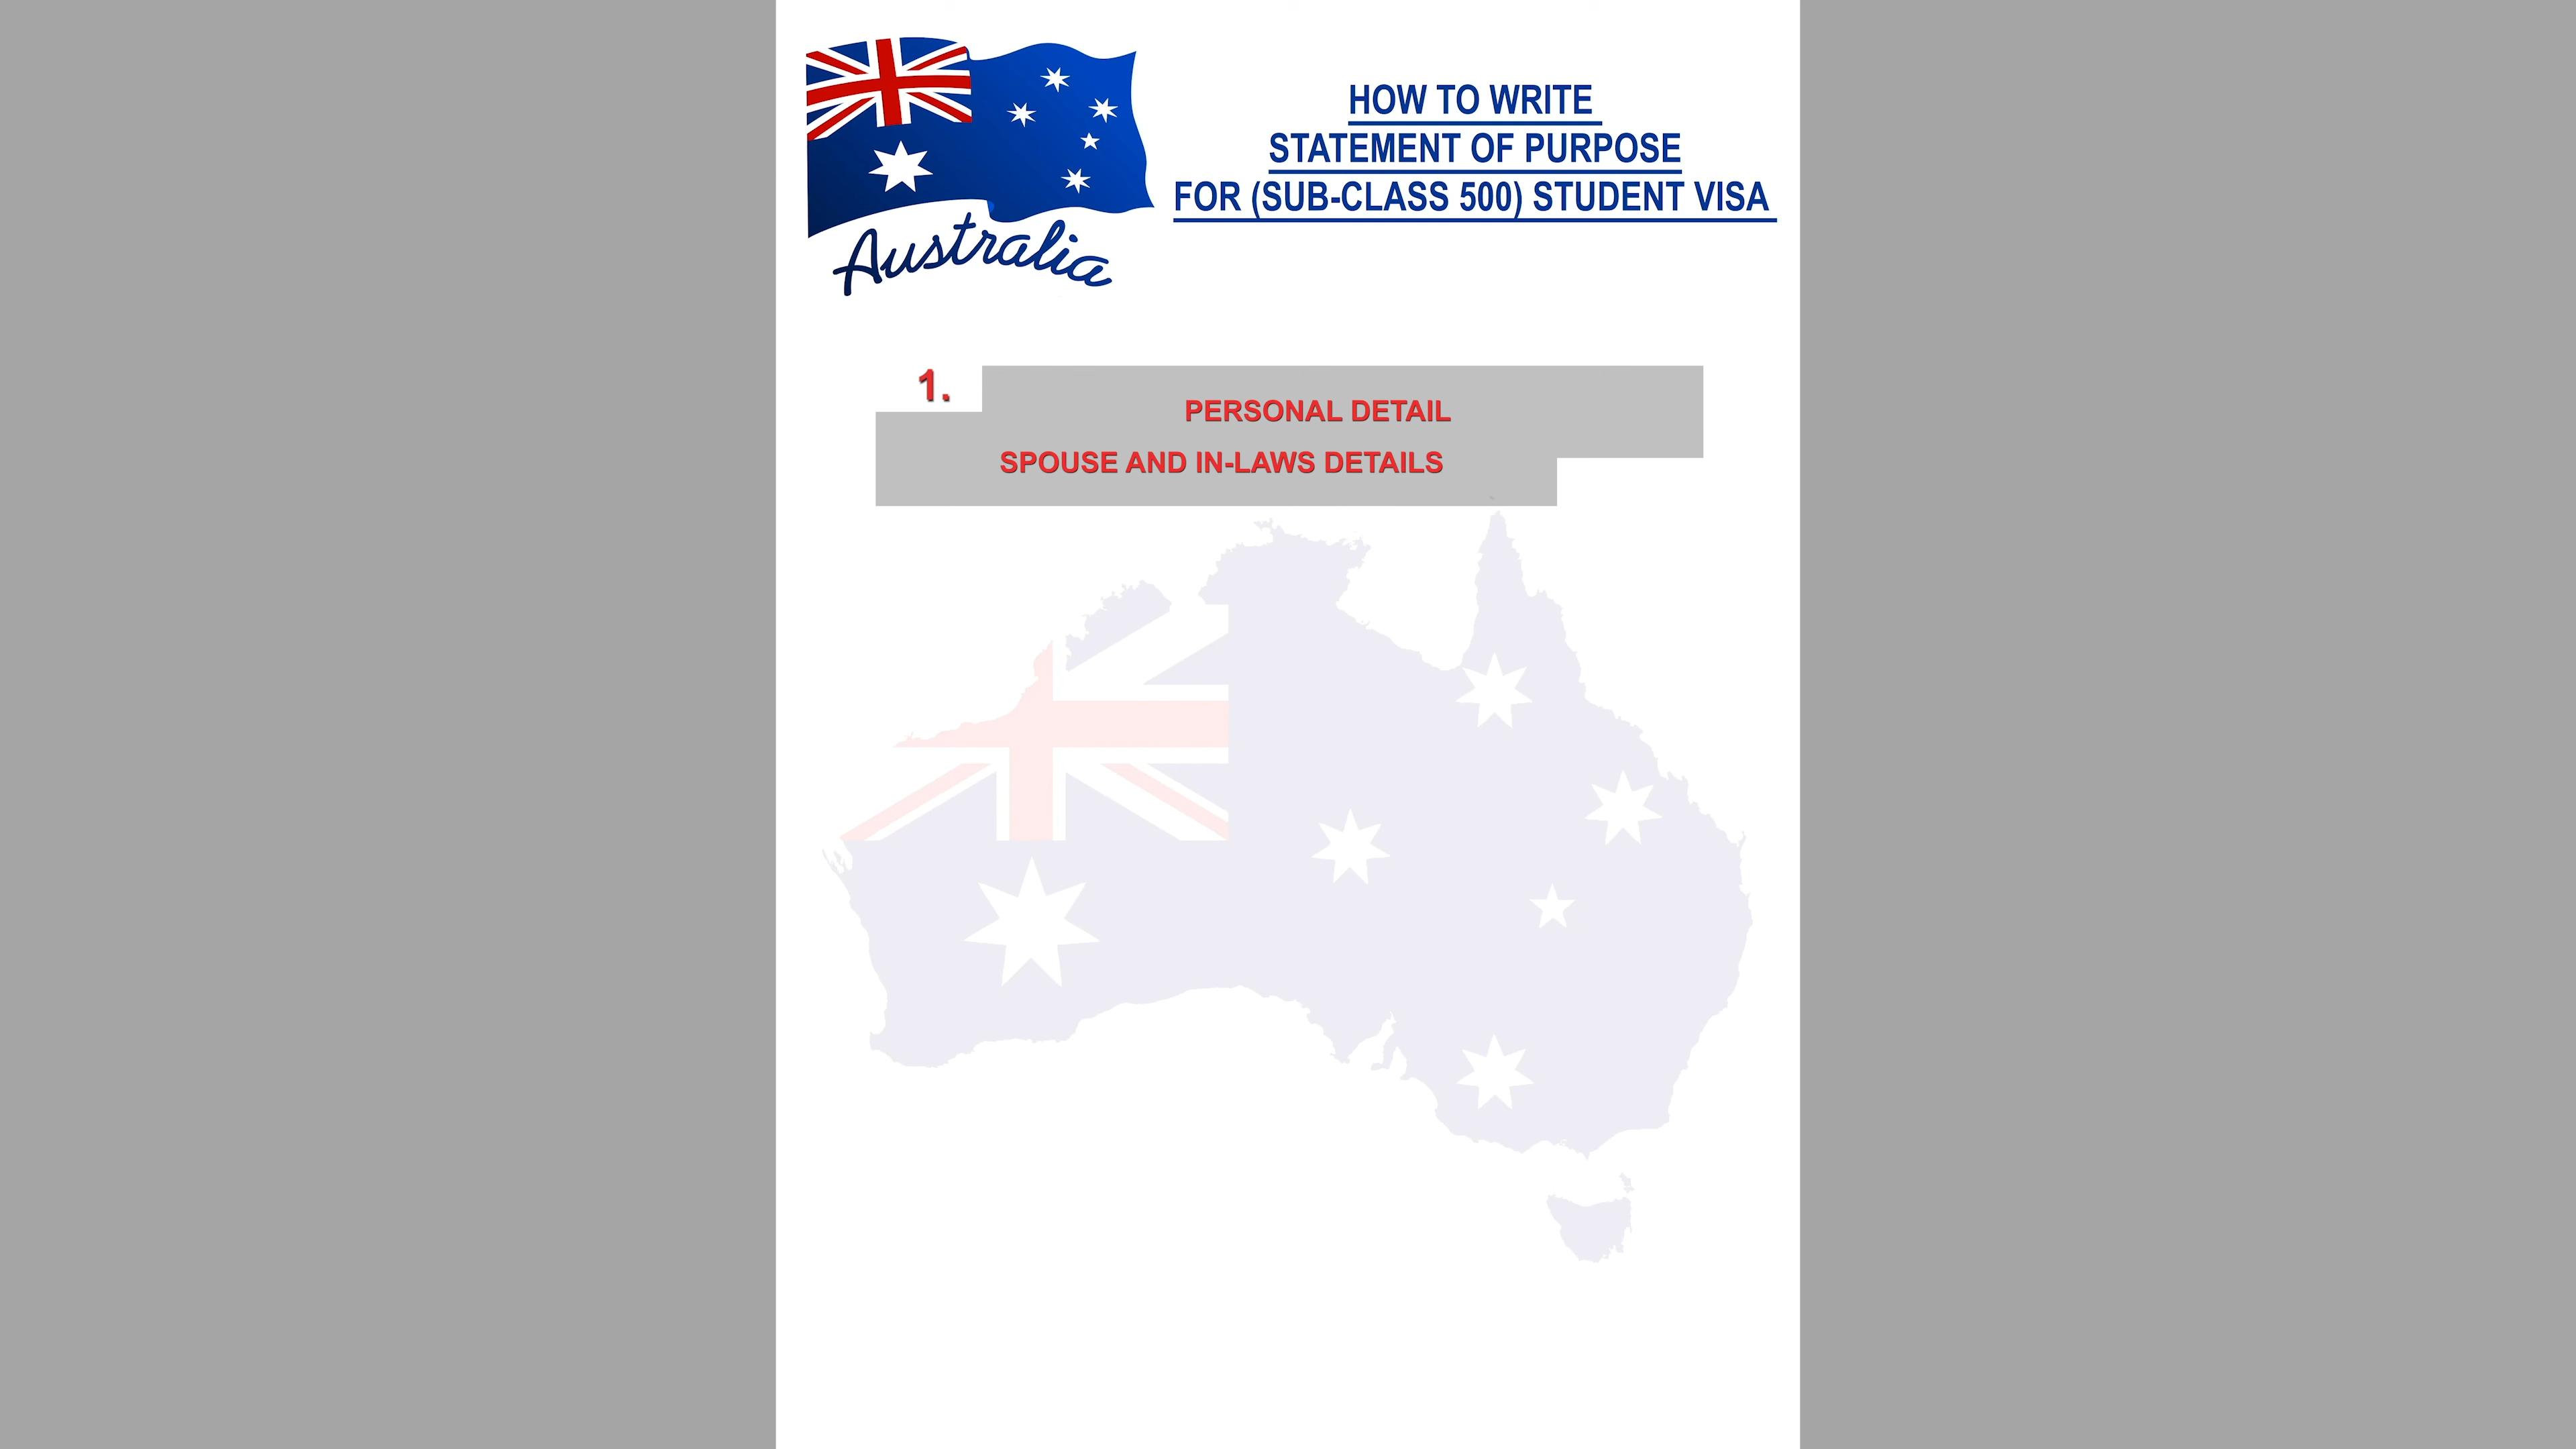 Australia
HOW TO WRITE
STATEMENT OF PURPOSE
FOR (SUB-CLASS 500) STUDENT VISA
1.
PERSONAL DETAIL
SPOUSE AND IN-LAWS DETAILS